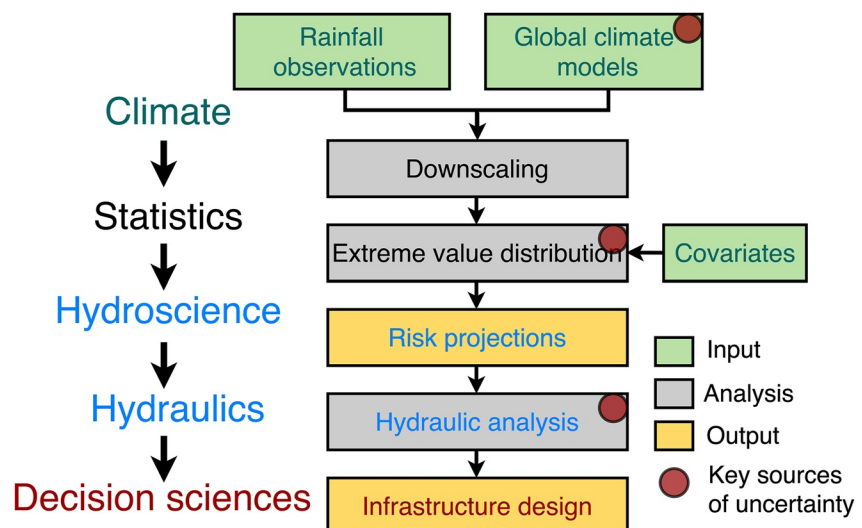 Rainfall
observations
Global climate
models
Climate
Downscaling
Statistics
Extreme value distribution
Covariates
Hydroscience
Risk projections
Input
Hydraulics
Analysis
Hydraulic analysis
Output
Key sources
of uncertainty
Decision sciences
Infrastructure design